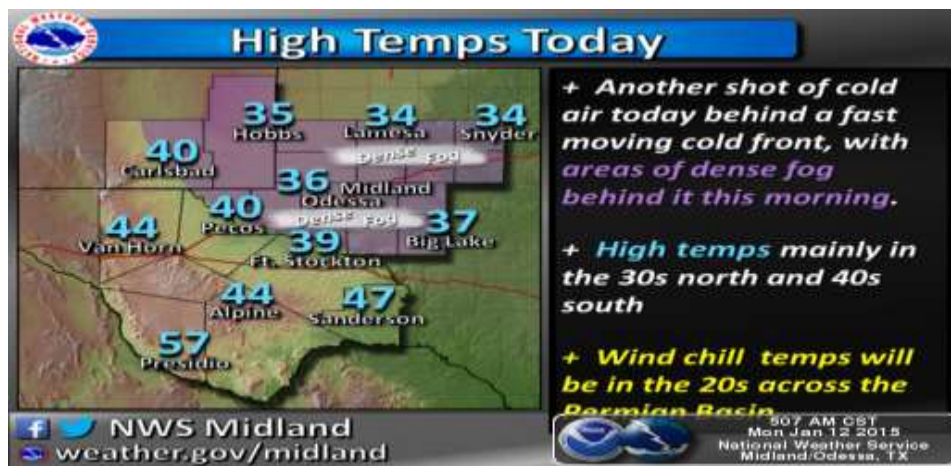 High Temps Today
35
Hobbs
34
Lamesa
34
Snyder
Dense Fog
40
Carlsbad
36
Midland
Odessa
40
Pecos
Dense Fog
37
Big Lake
44
Van Horn
39
Ft. Stockton
44
Alpine
47
Sanderson
57
Presidio
+ Another shot of cold
air today behind a fast
moving cold front, with
areas of dense fog
behind it this morning.
+ High temps mainly in
the 30s north and 40s
south
+ Wind chill temps will
be in the 20s across the
Permian Basin
NWS Midland
weather.gov/midland
507 AM CST
Mon Jan 12 2015
National Weather Service
Midland/Odessa, TX